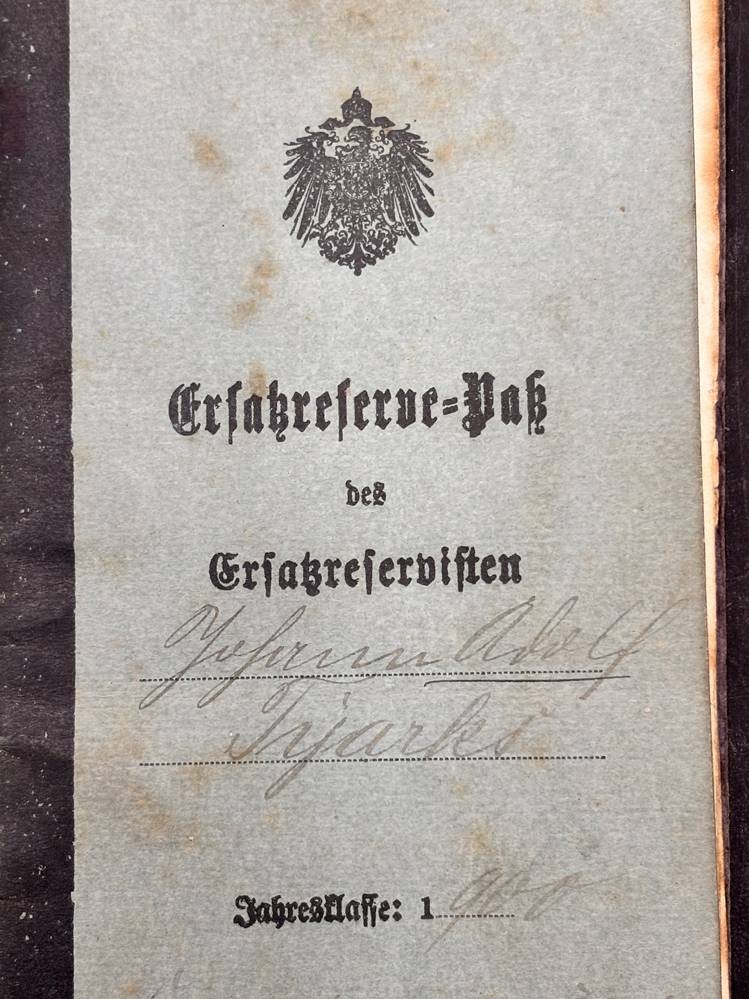 Ersatzreserve-Paß
des
Ersatzreservisten
Johann Adolf
Tjarks
Jahresklasse: 1900